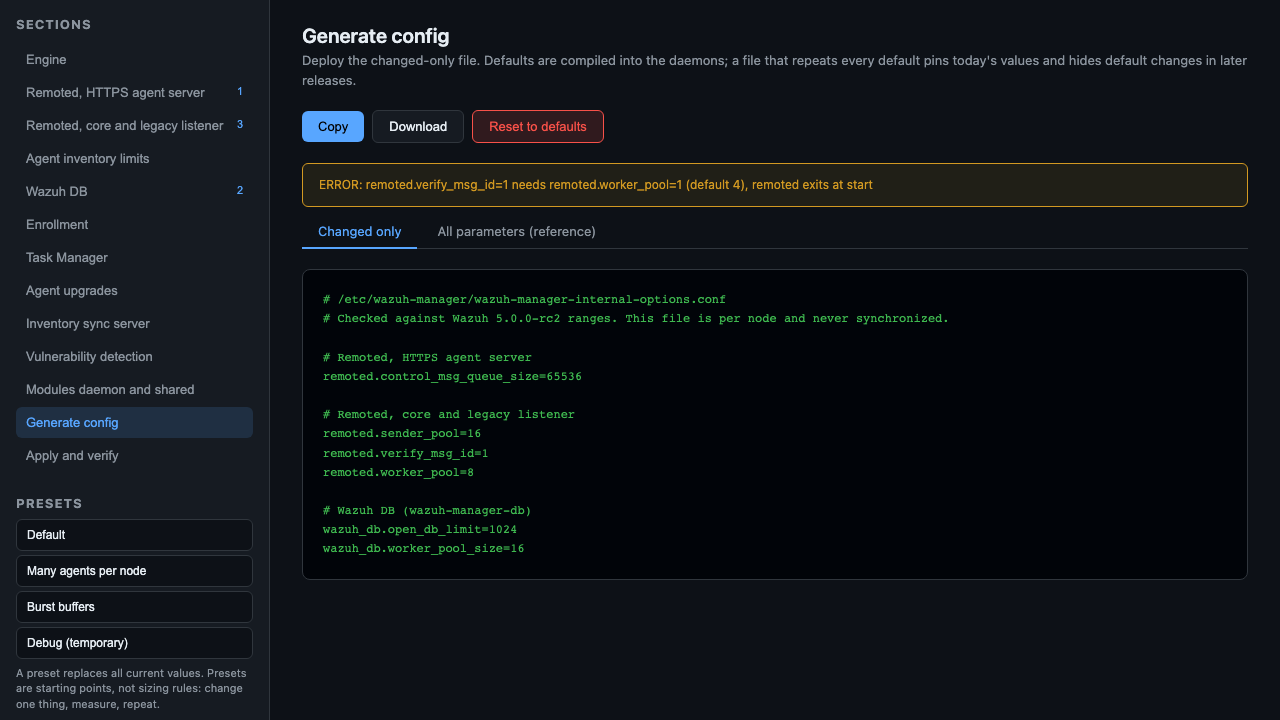 SECTIONS
Engine
Remoted, HTTPS agent server 1
Remoted, core and legacy listener 3
Agent inventory limits
Wazuh DB 2
Enrollment
Task Manager
Agent upgrades
Inventory sync server
Vulnerability detection
Modules daemon and shared
Generate config
Apply and verify
PRESETS
Default
Many agents per node
Burst buffers
Debug (temporary)
A preset replaces all current values. Presets
are starting points, not sizing rules: change
one thing, measure, repeat.
Generate config
Deploy the changed-only file. Defaults are compiled into the daemons; a file that repeats every default pins today's values and hides default changes in later
releases.
Copy Download Reset to defaults
ERROR: remoted.verify_msg_id=1 needs remoted.worker_pool=1 (default 4), remoted exits at start
Changed only All parameters (reference)
# /etc/wazuh-manager/wazuh-manager-internal-options.conf
# Checked against Wazuh 5.0.0-rc2 ranges. This file is per node and never synchronized.
# Remoted, HTTPS agent server
remoted.control_msg_queue_size=65536
# Remoted, core and legacy listener
remoted.sender_pool=16
remoted.verify_msg_id=1
remoted.worker_pool=8
# Wazuh DB (wazuh-manager-db)
wazuh_db.open_db_limit=1024
wazuh_db.worker_pool_size=16